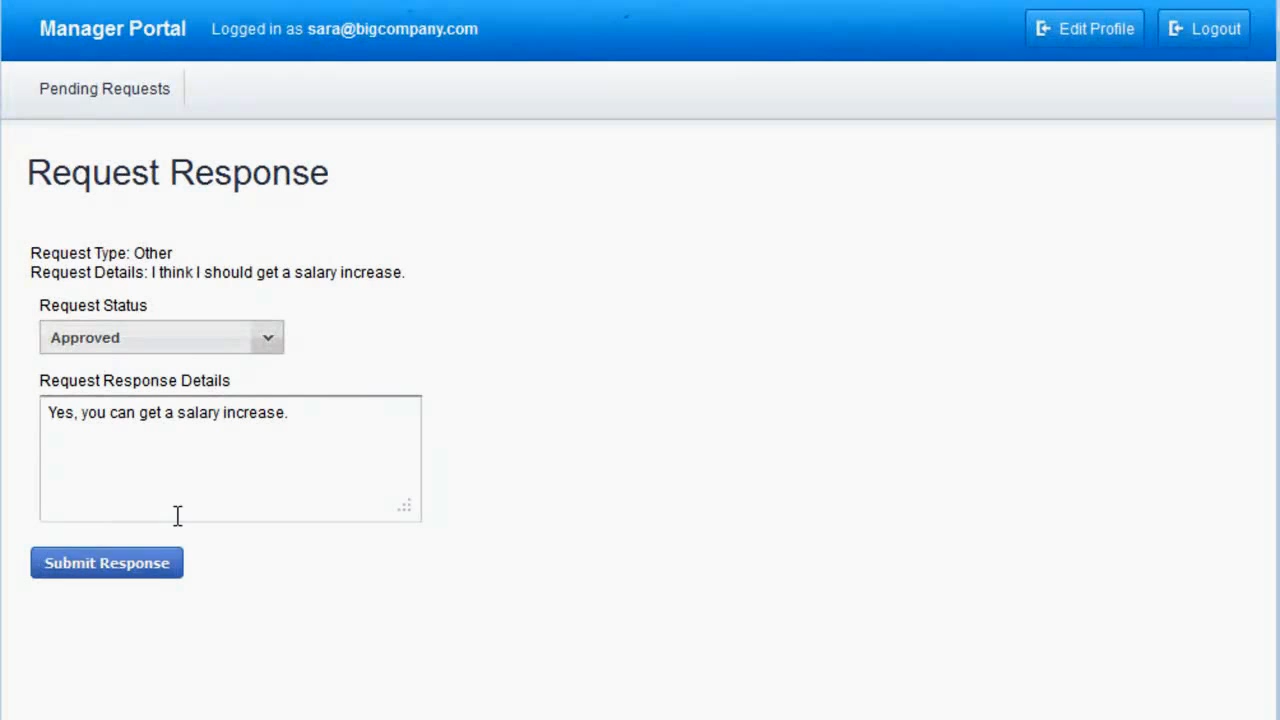 Manager Portal Logged in as sara@bigcompany.com Edit Profile Logout
Pending Requests
Request Response
Request Type: Other
Request Details: I think I should get a salary increase.
Request Status
Approved
Request Response Details
Yes, you can get a salary increase.
Submit Response